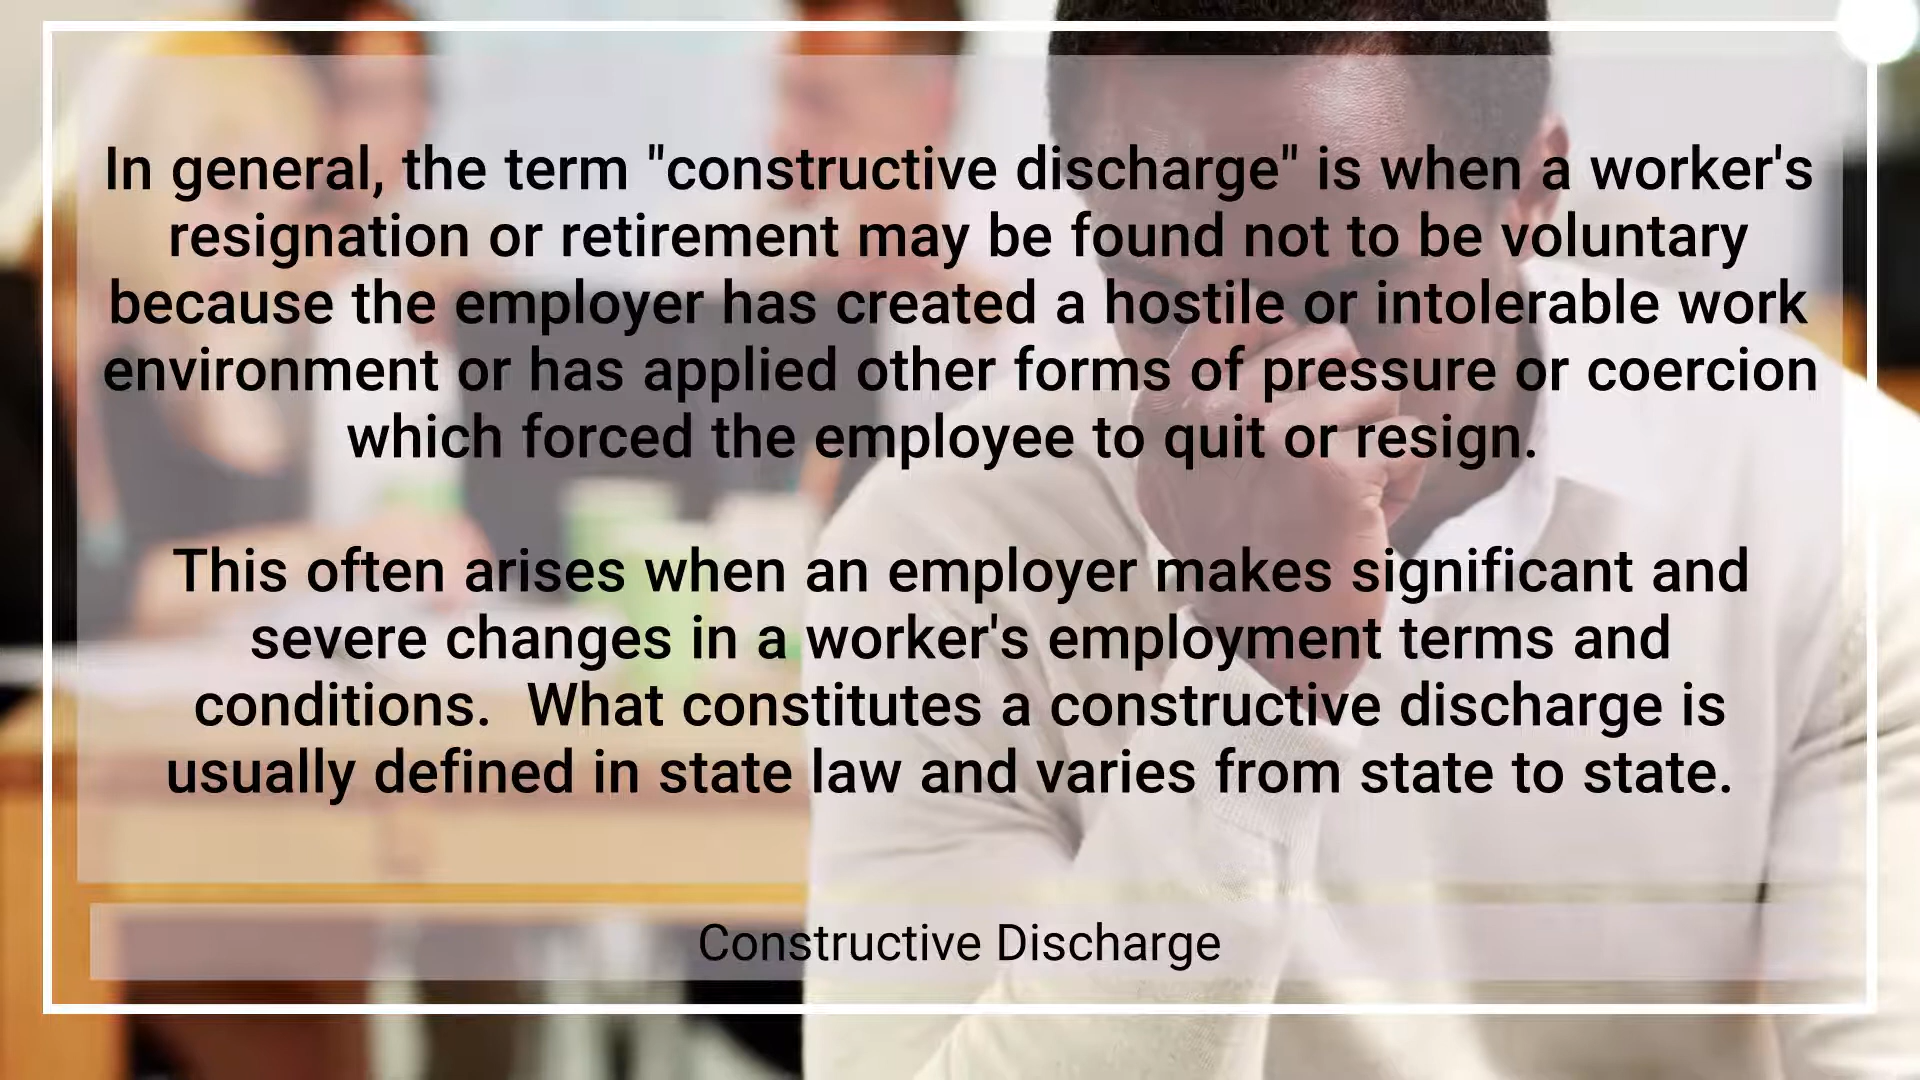 In general, the term "constructive discharge" is when a worker's
resignation or retirement may be found not to be voluntary
because the employer has created a hostile or intolerable work
environment or has applied other forms of pressure or coercion
which forced the employee to quit or resign.
This often arises when an employer makes significant and
severe changes in a worker's employment terms and
conditions.  What constitutes a constructive discharge is
usually defined in state law and varies from state to state.
Constructive Discharge